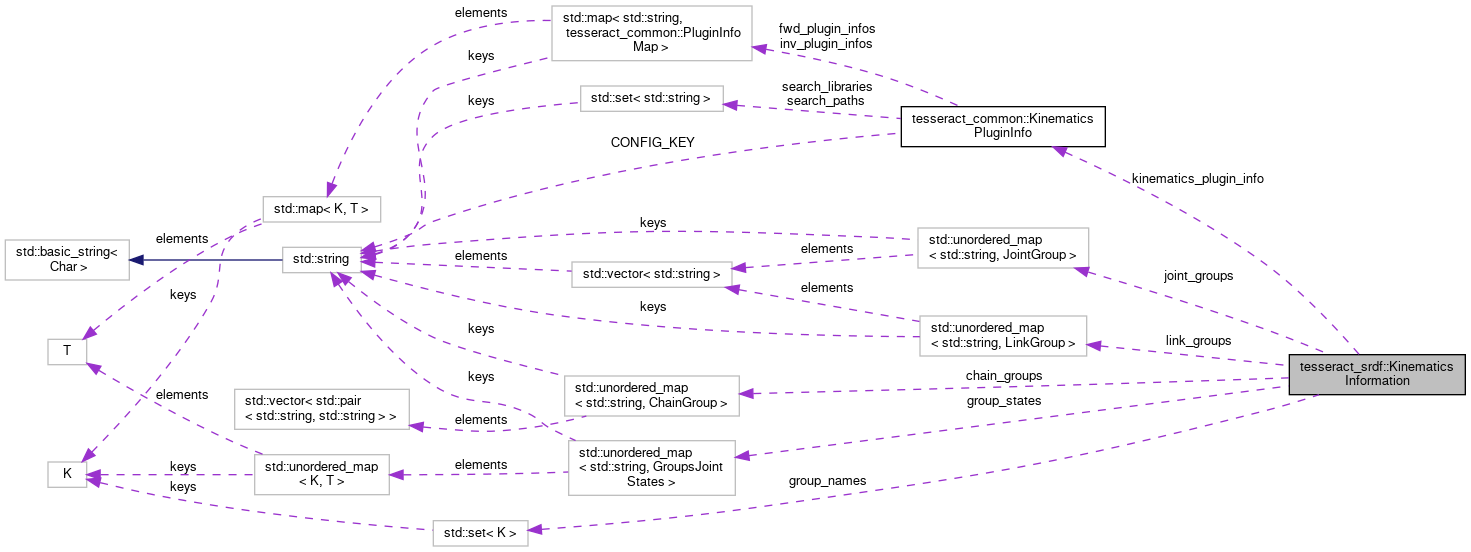 elements
std::map< std::string,
tesseract_common::PluginInfo
Map >
fwd_plugin_infos
inv_plugin_infos
keys
std::set< std::string >
search_libraries
search_paths
keys
tesseract_common::Kinematics
PluginInfo
CONFIG_KEY
kinematics_plugin_info
std::map< K, T >
keys
std::unordered_map
< std::string, JointGroup >
elements
std::basic_string<
Char >
std::string
elements
elements
std::vector< std::string >
joint_groups
keys
elements
keys
std::unordered_map
< std::string, LinkGroup >
link_groups
T
keys
tesseract_srdf::Kinematics
Information
chain_groups
keys
std::unordered_map
< std::string, ChainGroup >
group_states
elements
std::vector< std::pair
< std::string, std::string > >
elements
std::unordered_map
< std::string, GroupsJoint
States >
K
keys
std::unordered_map
< K, T >
elements
group_names
keys
std::set< K >